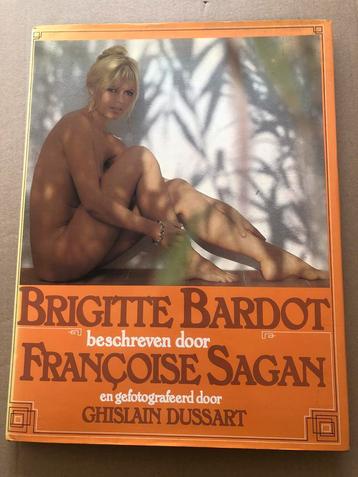 BRIGITTE BARDOT
beschreven door
FRANÇOISE SAGAN
en gefotografeerd door
GHISLAIN DUSSART